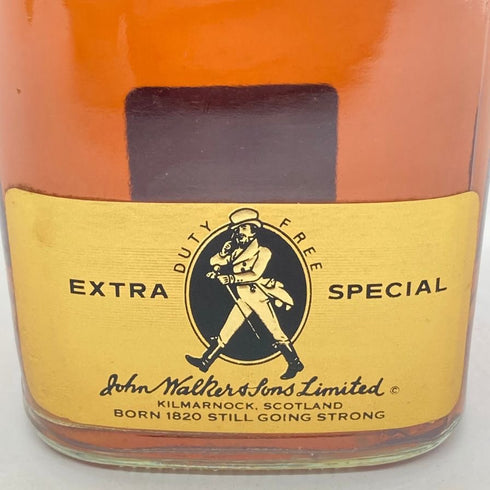 DUTY FREE
EXTRA SPECIAL
John Walker & Sons Limited ©
KILMARNOCK, SCOTLAND
BORN 1820 STILL GOING STRONG